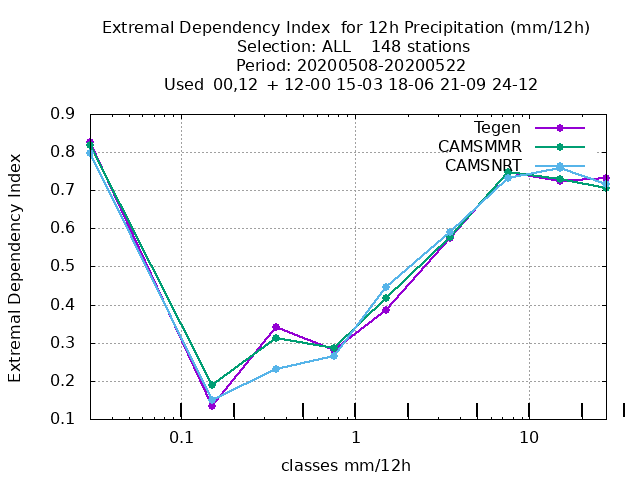 Extremal Dependency Index  for 12h Precipitation (mm/12h)
Selection: ALL    148 stations
Period: 20200508-20200522
Used  00,12  + 12-00 15-03 18-06 21-09 24-12
Tegen
CAMSMMR
CAMSNBT
0.9
0.8
0.7
0.6
0.5
0.4
0.3
0.2
0.1
Extremal Dependency Index
0.1
1
10
classes mm/12h